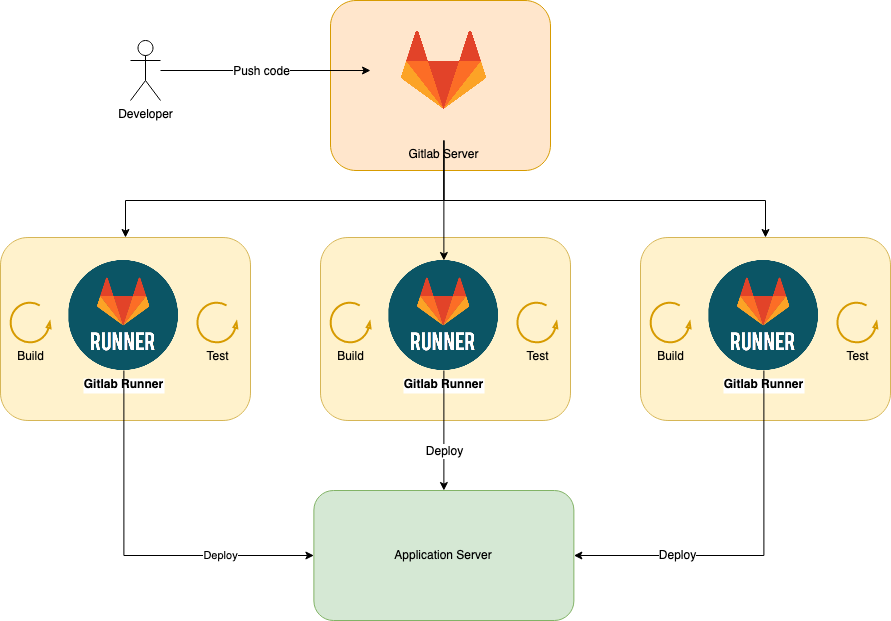 Push code
Developer
Gitlab Server
RUNNER
Build
Test
Gitlab Runner
RUNNER
Build
Test
Gitlab Runner
RUNNER
Build
Test
Gitlab Runner
Deploy
Deploy
Application Server
Deploy